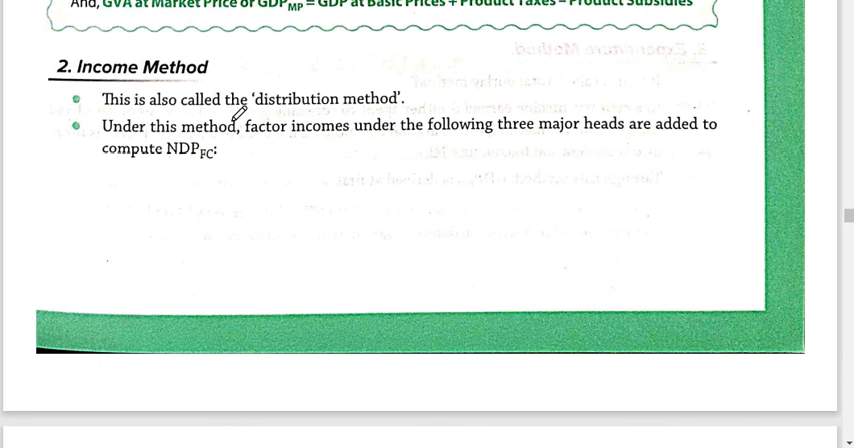 And, GVA at Market Price or GDPMP = GDP at Basic Prices + Product Taxes – Product Subsidies
2. Income Method
This is also called the ‘distribution method’.
Under this method, factor incomes under the following three major heads are added to
compute NDPFC: